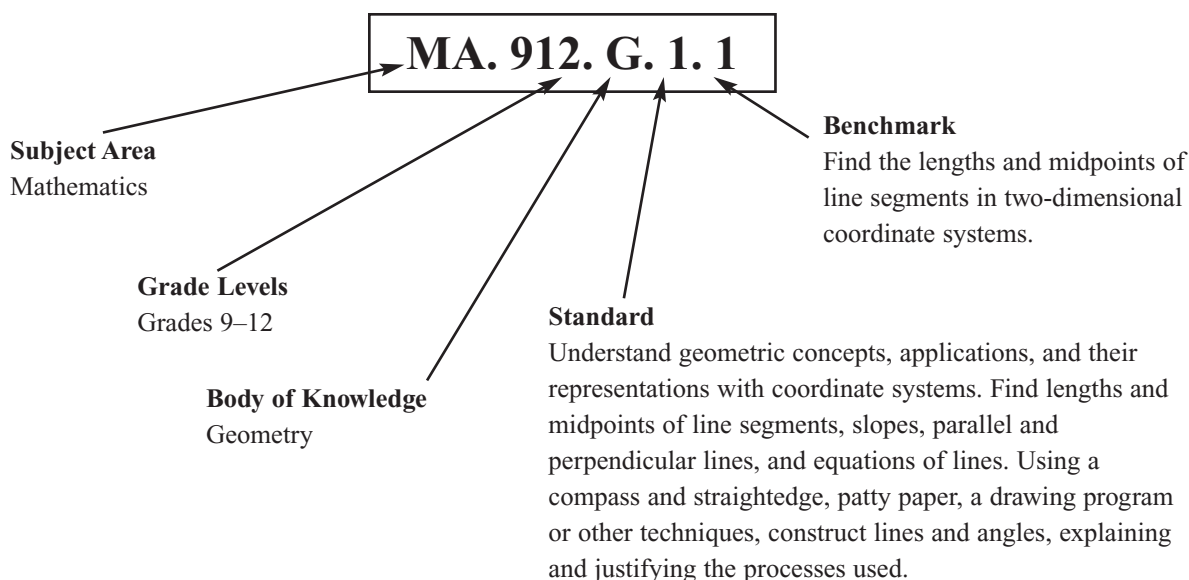 MA. 912. G. 1. 1
Subject Area
Mathematics
Grade Levels
Grades 9–12
Body of Knowledge
Geometry
Standard
Understand geometric concepts, applications, and their
representations with coordinate systems. Find lengths and
midpoints of line segments, slopes, parallel and
perpendicular lines, and equations of lines. Using a
compass and straightedge, patty paper, a drawing program
or other techniques, construct lines and angles, explaining
and justifying the processes used.
Benchmark
Find the lengths and midpoints of
line segments in two-dimensional
coordinate systems.